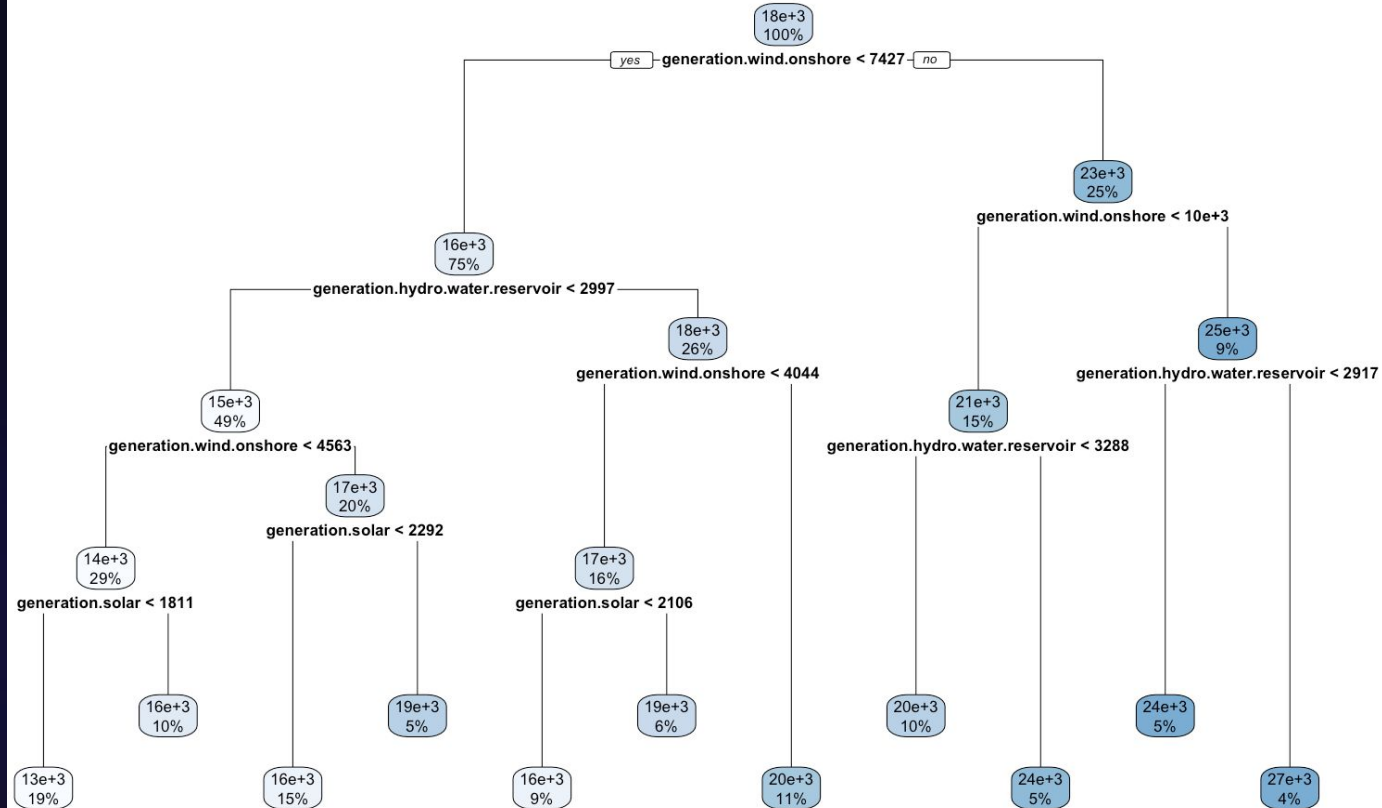 18e+3
100%
yes generation.wind.onshore < 7427 no
23e+3
25%
generation.wind.onshore < 10e+3
16e+3
75%
generation.hydro.water.reservoir < 2997
18e+3
26%
generation.wind.onshore < 4044
25e+3
9%
generation.hydro.water.reservoir < 2917
15e+3
49%
generation.wind.onshore < 4563
21e+3
15%
generation.hydro.water.reservoir < 3288
17e+3
20%
generation.solar < 2292
14e+3
29%
generation.solar < 1811
17e+3
16%
generation.solar < 2106
16e+3
10%
19e+3
5%
19e+3
6%
20e+3
10%
24e+3
5%
13e+3
19%
16e+3
15%
16e+3
9%
20e+3
11%
24e+3
5%
27e+3
4%